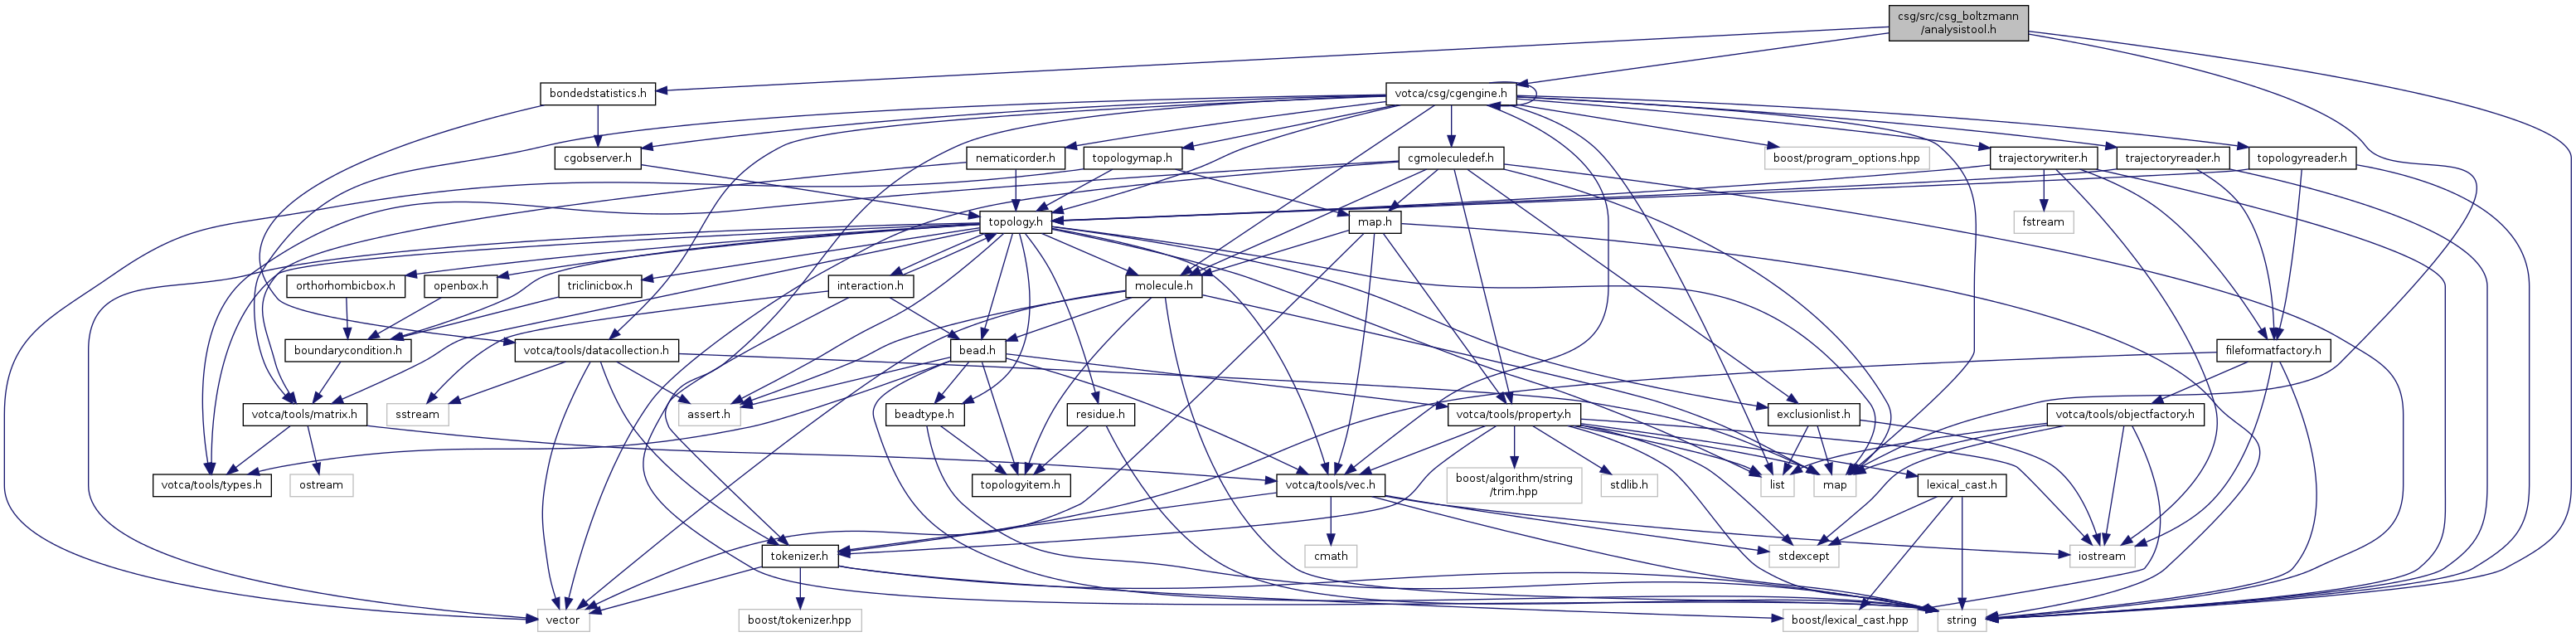 csg/src/csg_boltzmann
/analysistool.h
bondedstatistics.h
votca/csg/cgengine.h
cgobserver.h
nematicorder.h
topologymap.h
cgmoleculedef.h
boost/program_options.hpp
trajectorywriter.h
trajectoryreader.h
topologyreader.h
topology.h
map.h
fstream
orthorhombicbox.h
openbox.h
triclinicbox.h
interaction.h
molecule.h
boundarycondition.h
votca/tools/datacollection.h
bead.h
fileformatfactory.h
votca/tools/matrix.h
sstream
assert.h
beadtype.h
residue.h
votca/tools/property.h
exclusionlist.h
votca/tools/objectfactory.h
votca/tools/types.h
ostream
topologyitem.h
votca/tools/vec.h
boost/algorithm/string
/trim.hpp
stdlib.h
list
map
lexical_cast.h
tokenizer.h
cmath
stdexcept
iostream
vector
boost/tokenizer.hpp
boost/lexical_cast.hpp
string